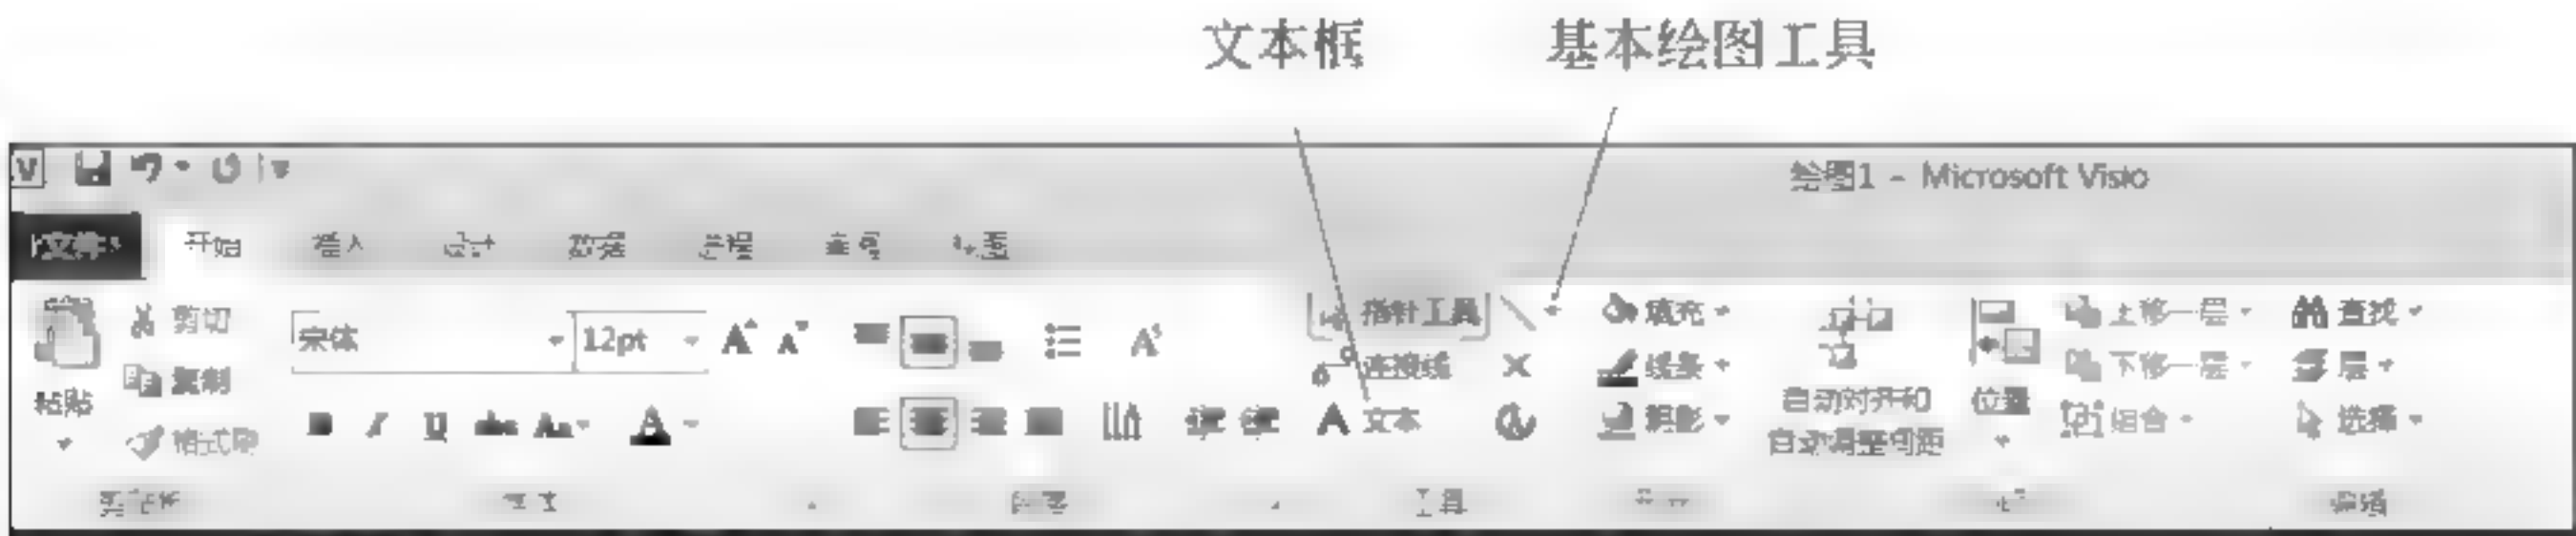 文本框 基本绘图工具
绘图1 - Microsoft Visio
文件 开始 插入 设计 数据 进程 审阅 视图
剪切 宋体 12pt 指针工具 填充 上移一层 查找
复制 连接线 线条 下移一层 层
粘贴 格式刷 B I U abc Aa A 文本 阴影 自动对齐和 自动调整间距 位置 组合 选择
剪贴板 字体 段落 工具 编辑